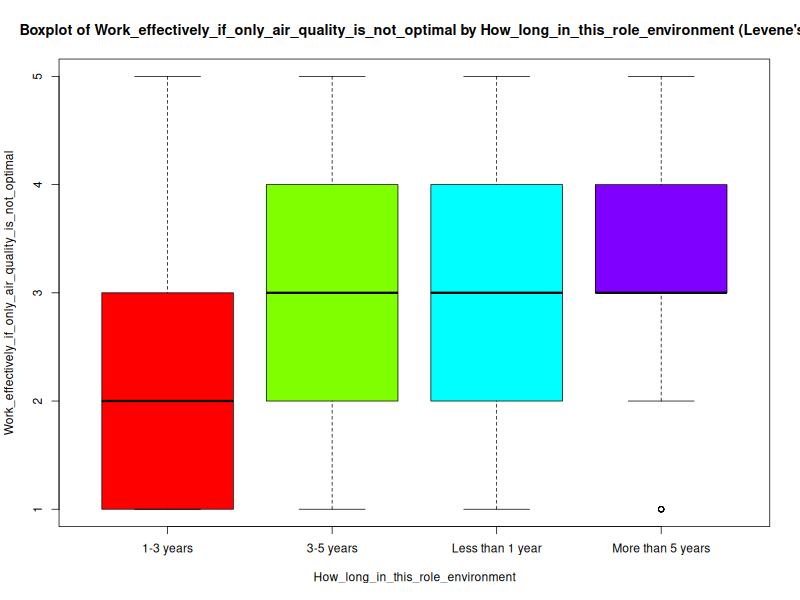 Boxplot of Work_effectively_if_only_air_quality_is_not_optimal by How_long_in_this_role_environment (Levene's
Work_effectively_if_only_air_quality_is_not_optimal
5
4
3
2
1
1-3 years
3-5 years
Less than 1 year
More than 5 years
How_long_in_this_role_environment